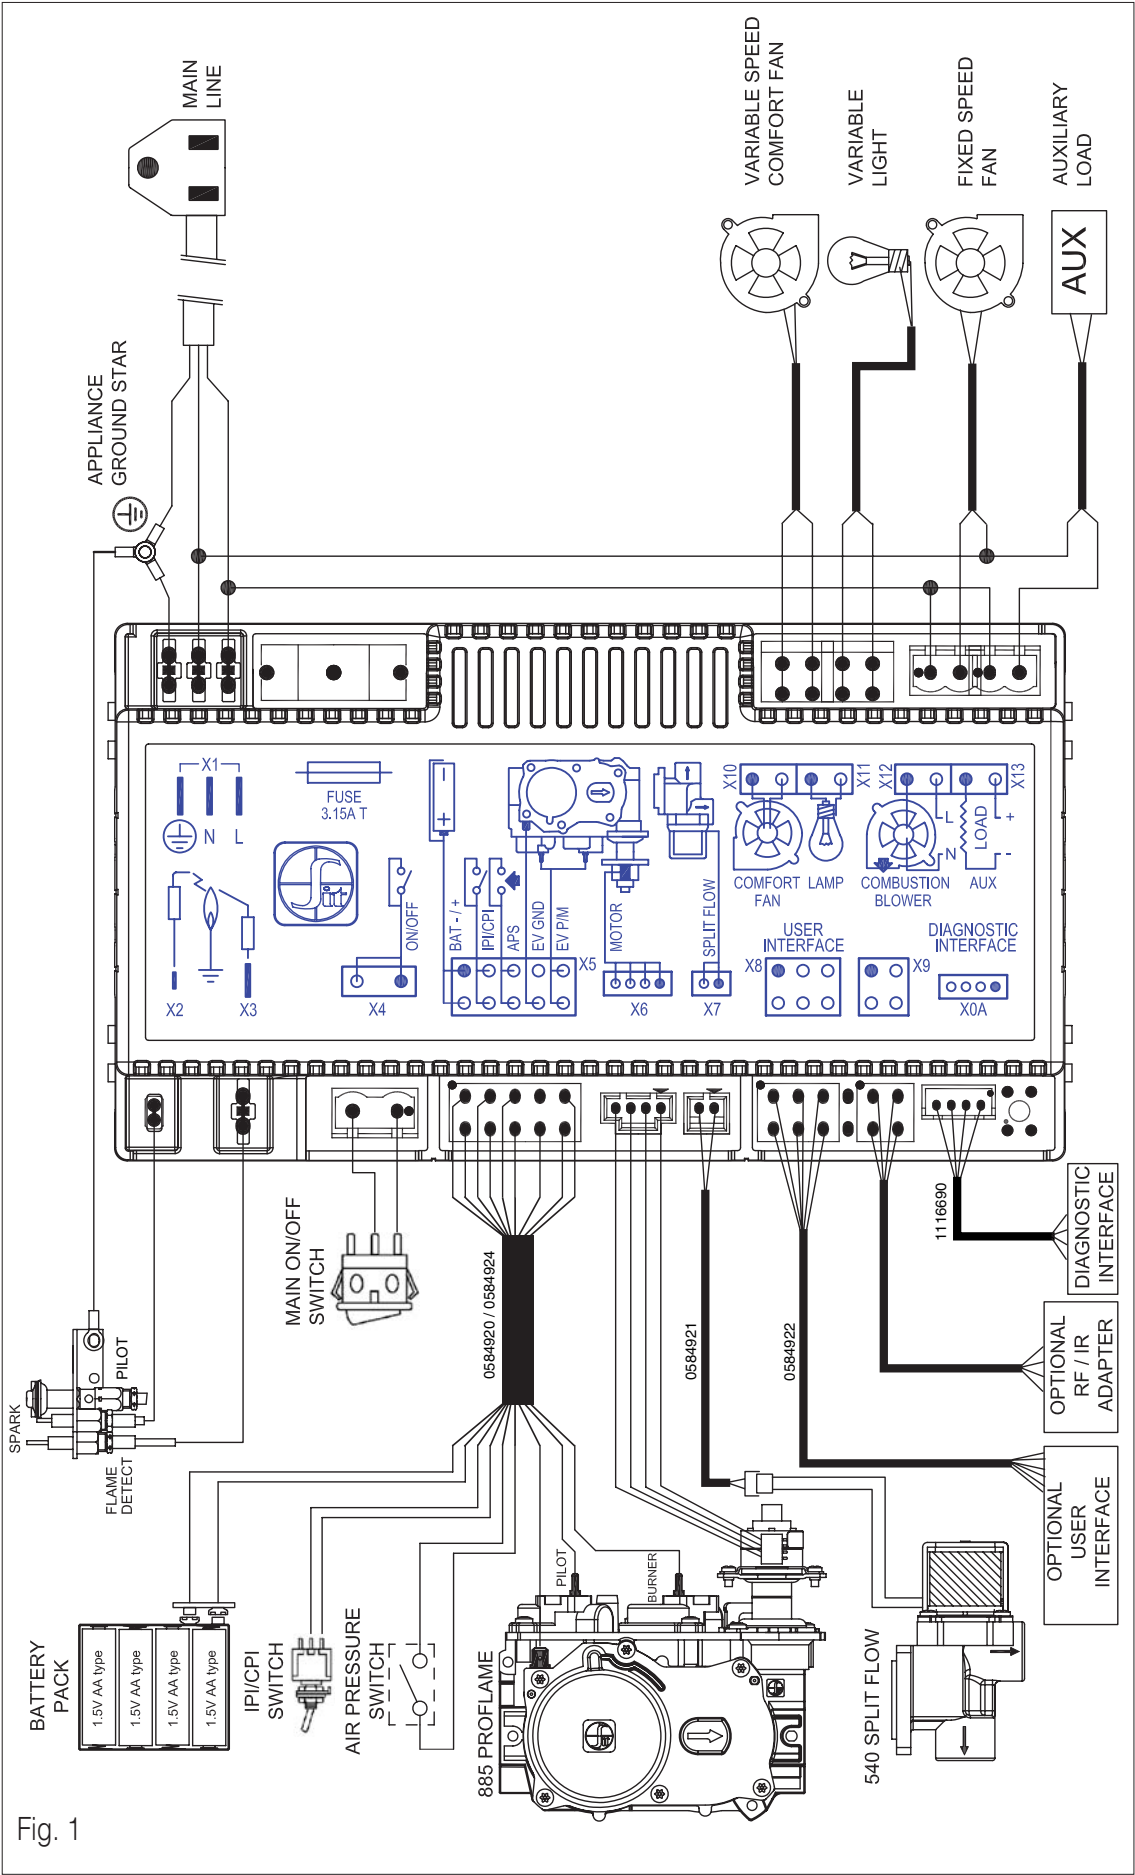 MAIN
LINE
APPLIANCE
GROUND STAR
VARIABLE SPEED
COMFORT FAN
VARIABLE
LIGHT
FIXED SPEED
FAN
AUXILIARY
LOAD
AUX
X1
N
L
FUSE
3.15A T
Sit
X2
X3
ON/OFF
X4
BAT - / +
IPI/CPI
APS
EV GND
EV P/M
X5
MOTOR
X6
SPLIT FLOW
X7
X10
X11
X12
X13
COMFORT
FAN
LAMP
COMBUSTION
BLOWER
L
N
LOAD
+
-
AUX
USER
INTERFACE
X8
X9
DIAGNOSTIC
INTERFACE
X0A
SPARK
PILOT
FLAME
DETECT
MAIN ON/OFF
SWITCH
0584920 / 0584924
0584921
0584922
1116690
DIAGNOSTIC
INTERFACE
OPTIONAL
RF / IR
ADAPTER
OPTIONAL
USER
INTERFACE
BATTERY
PACK
1.5V AA type
1.5V AA type
1.5V AA type
1.5V AA type
IPI/CPI
SWITCH
AIR PRESSURE
SWITCH
885 PROFLAME
PILOT
BURNER
540 SPLIT FLOW
Fig. 1